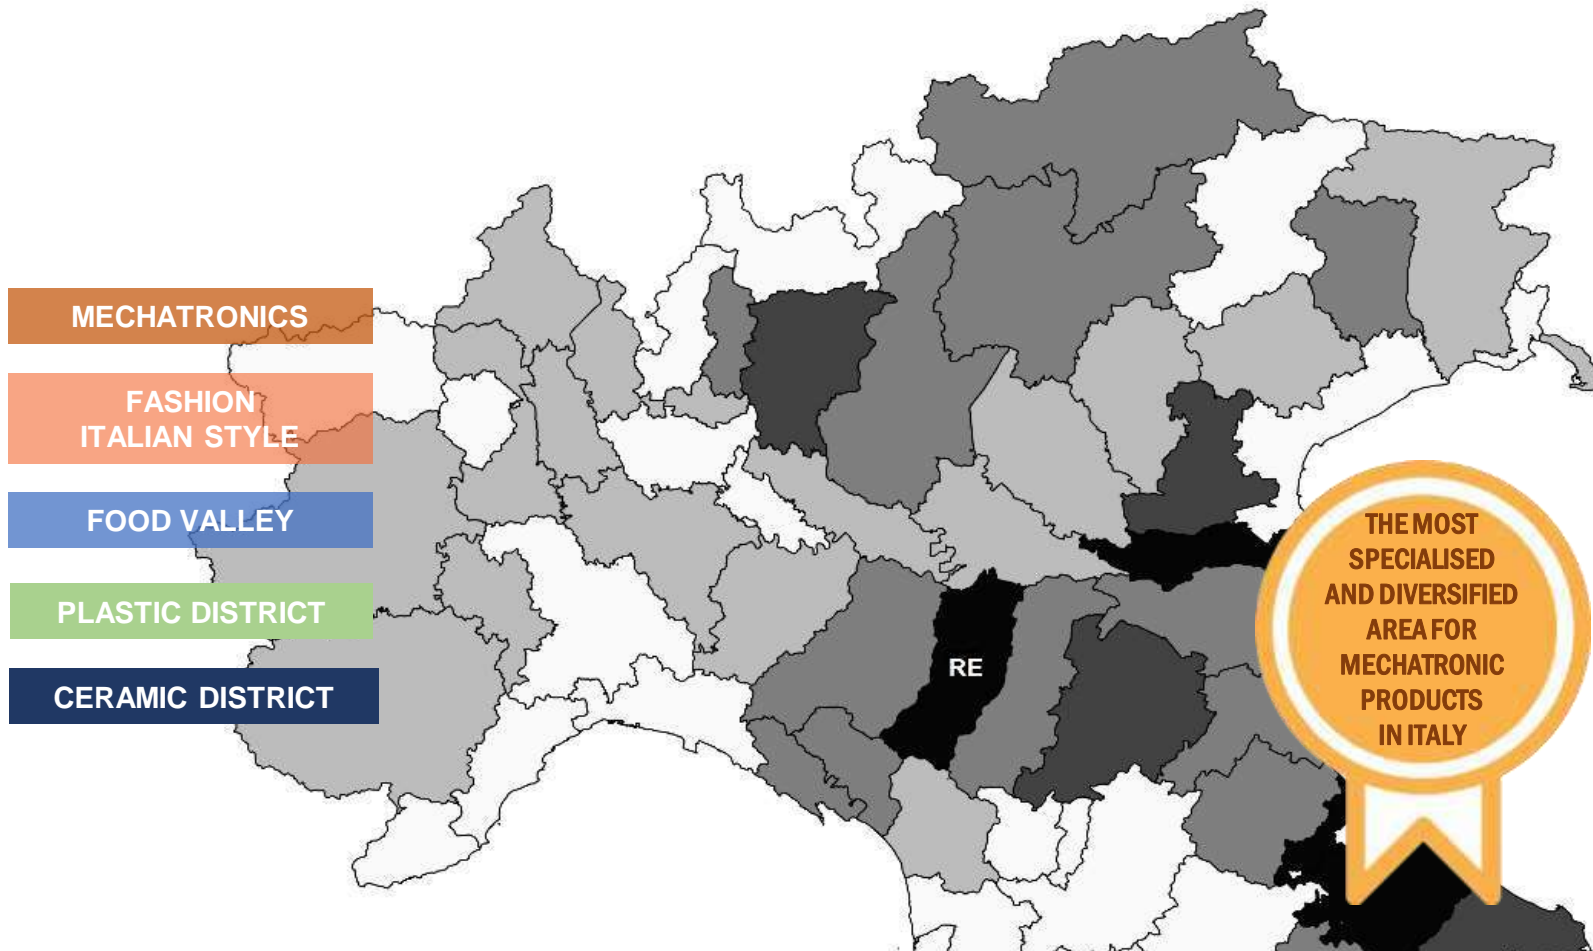 MECHATRONICS
FASHION
ITALIAN STYLE
FOOD VALLEY
PLASTIC DISTRICT
CERAMIC DISTRICT
RE
THE MOST
SPECIALISED
AND DIVERSIFIED
AREA FOR
MECHATRONIC
PRODUCTS
IN ITALY